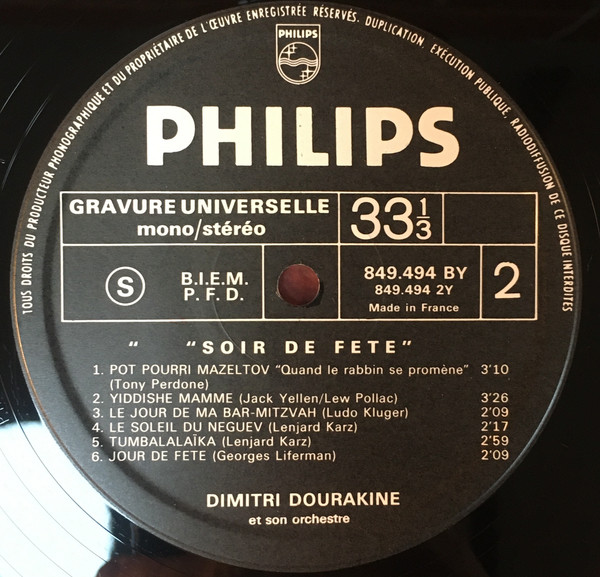 TOUS DROITS DU PRODUCTEUR PHONOGRAPHIQUE ET DU PROPRIÉTAIRE DE L'ŒUVRE ENREGISTRÉE RÉSERVÉS. DUPLICATION, EXÉCUTION PUBLIQUE, RADIODIFFUSION DE CE DISQUE INTERDITES
PHILIPS
PHILIPS
GRAVURE UNIVERSELLE
mono/stéréo
33 1/3
S
B.I.E.M.
P. F. D.
849.494 BY
849.494 2Y
Made in France
2
" "SOIR DE FETE"
1. POT POURRI MAZELTOV "Quand le rabbin se promène" 3'10
(Tony Perdone)
2. YIDDISHE MAMME (Jack Yellen/Lew Pollac) 3'26
3. LE JOUR DE MA BAR-MITZVAH (Ludo Kluger) 2'09
4. LE SOLEIL DU NEGUEV (Lenjard Karz) 2'17
5. TUMBALALAÏKA (Lenjard Karz) 2'59
6. JOUR DE FETE (Georges Liferman) 2'09
DIMITRI DOURAKINE
et son orchestre